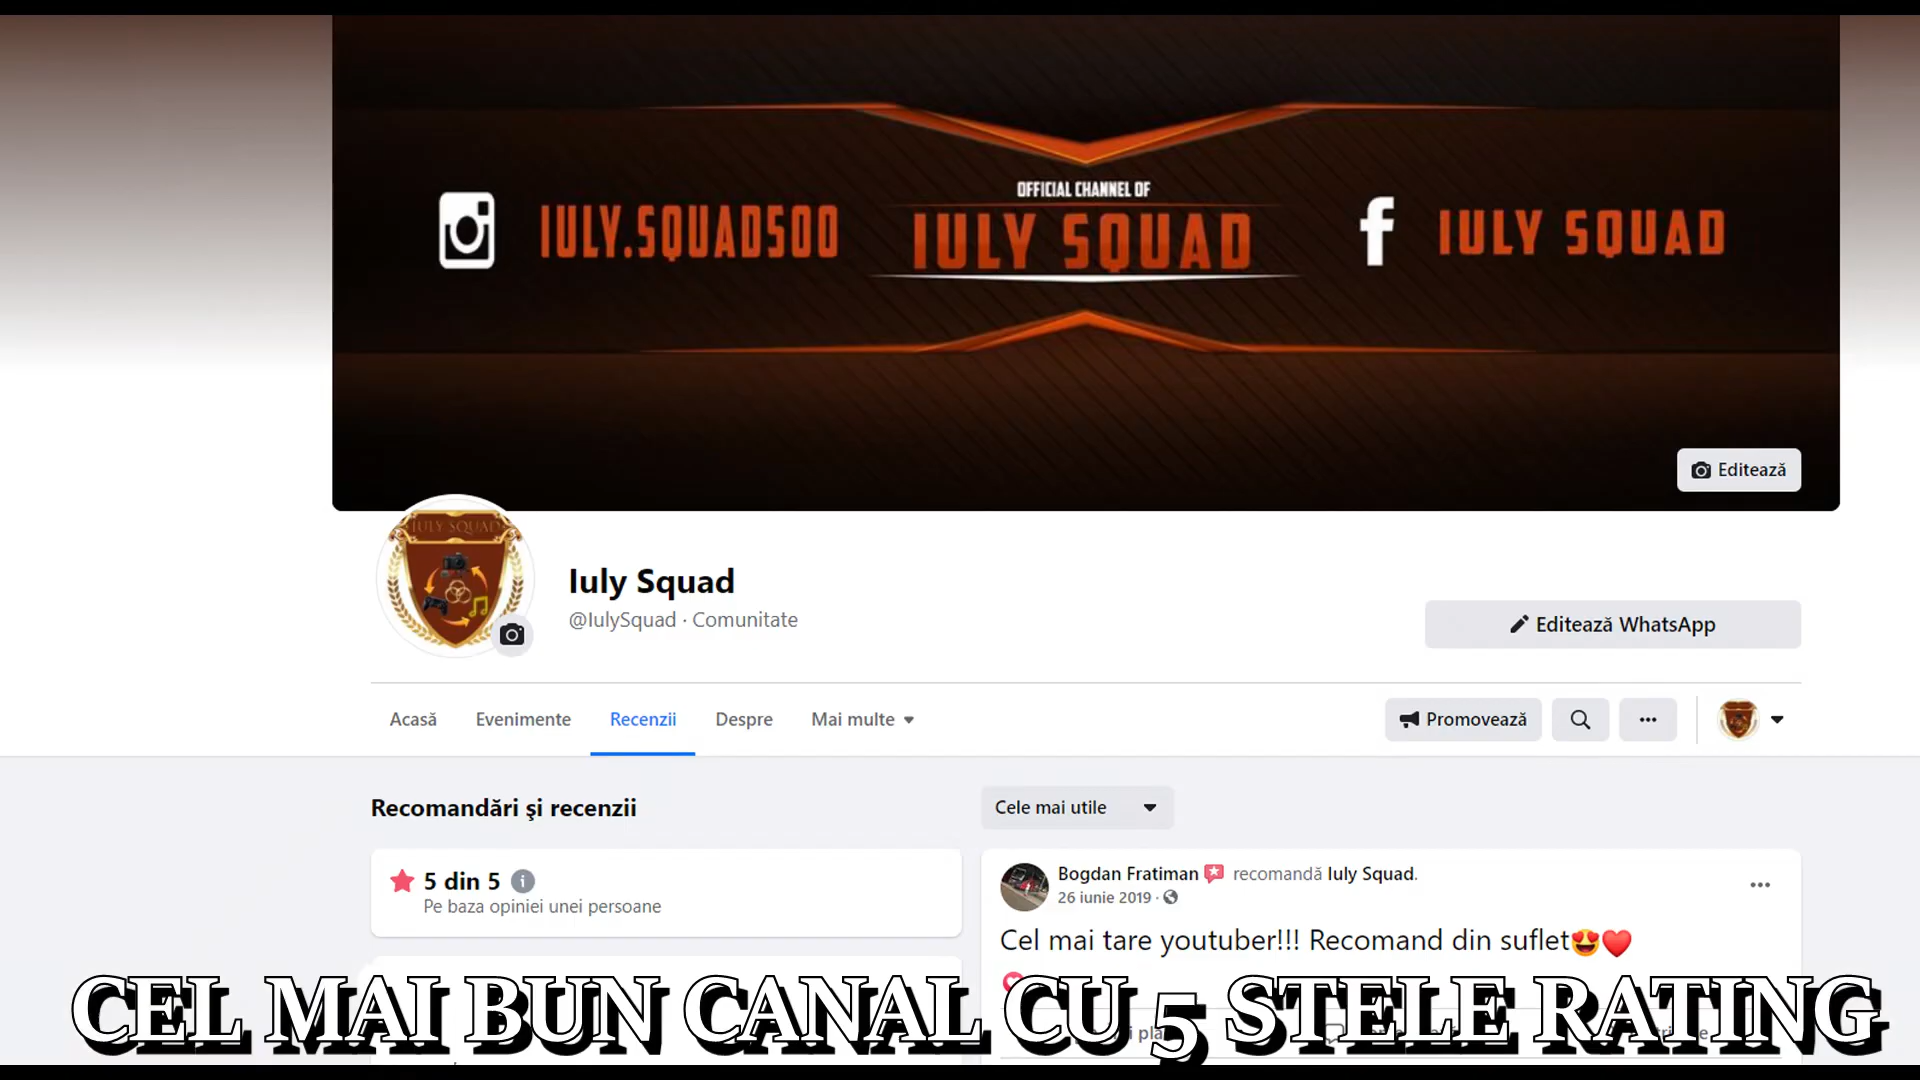 OFFICIAL CHANNEL OF
IULY.SQUAD500
IULY SQUAD
IULY SQUAD
Editează
IULY SQUAD
Iuly Squad
@IulySquad · Comunitate
Editează WhatsApp
Acasă
Evenimente
Recenzii
Despre
Mai multe
Promovează
Recomandări și recenzii
Cele mai utile
5 din 5
Pe baza opiniei unei persoane
Bogdan Fratiman recomandă Iuly Squad.
26 iunie 2019 ·
Cel mai tare youtuber!!! Recomand din suflet😍❤️
CEL MAI BUN CANAL CU 5 STELE RATING